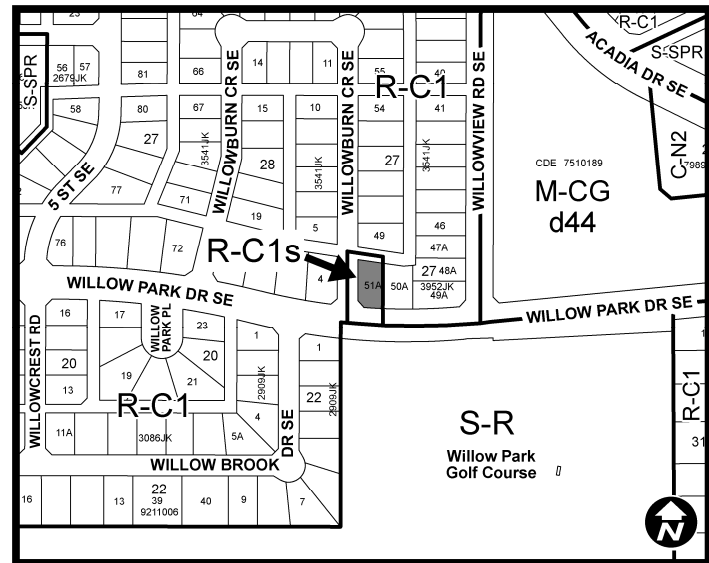 23
64
R-C1
S-SPR
ACADIA DR SE
S-SPR
56 57
2679JK
81
66
14
11
55
40
R-C1
WILLOWBURN CR SE
WILLOWBURN CR SE
WILLOWVIEW RD SE
58
80
67
15
10
54
41
27
3541JK
28
3541JK
27
3541JK
C-N2
CDE 7510189
M-CG
d44
5 ST SE
77
71
19
5
49
46
47A
76
72
R-C1s
4
51A
50A
27 48A
3952JK
49A
WILLOW PARK DR SE
WILLOW PARK DR SE
WILLOWCREST RD
16
17
WILLOW
PARK PL
23
1
1
20
20
2909JK
22
2909JK
13
19
21
R-C1
R-C1
31
S-R
Willow Park
Golf Course
11A
3086JK
5A
4
DR SE
WILLOW BROOK
16
13
22
39
9211006
40
9
7
N